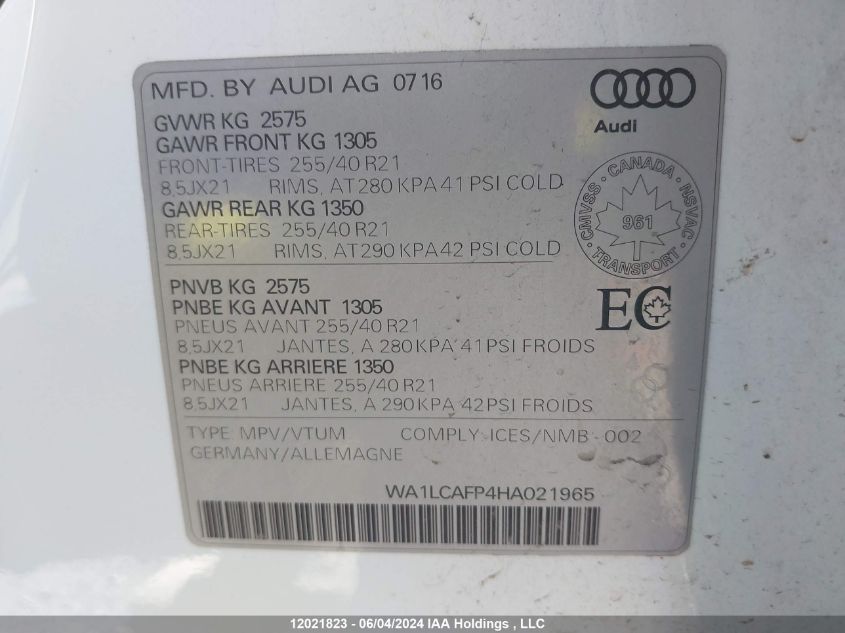 MFD. BY AUDI AG 0716
Audi
GVWR KG 2575
GAWR FRONT KG 1305
FRONT-TIRES 255/40 R21
8,5JX21 RIMS, AT 280 KPA 41 PSI COLD
GAWR REAR KG 1350
REAR-TIRES 255/40 R21
8,5JX21 RIMS, AT 290 KPA 42 PSI COLD
CANADA
CMVSS
NSVAC
961
TRANSPORT
PNVB KG 2575
PNBE KG AVANT 1305
PNEUS AVANT 255/40 R21
8,5JX21 JANTES, A 280 KPA 41 PSI FROIDS
PNBE KG ARRIERE 1350
PNEUS ARRIERE 255/40 R21
8,5JX21 JANTES, A 290 KPA 42 PSI FROIDS
EC
TYPE: MPV/VTUM COMPLY-ICES/NMB-002
GERMANY/ALLEMAGNE
WA1LCAFP4HA021965
12021823 - 06/04/2024 IAA Holdings, LLC